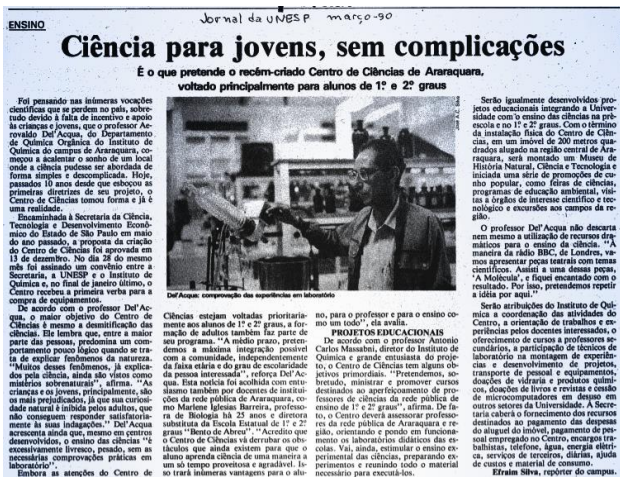 Jornal da UNESP março-90
ENSINO
Ciência para jovens, sem complicações
É o que pretende o recém-criado Centro de Ciências de Araraquara,
voltado principalmente para alunos de 1º e 2º graus
Foi pensando nas inúmeras vocações
científicas que se perdem no país, sobre-
tudo devido à falta de incentivo e apoio
às crianças e jovens, que o professor Ae-
rovaldo Del'Acqua, do Departamento
de Química Orgânica do Instituto de
Química do campus de Araraquara, co-
meçou a acalentar o sonho de um local
onde a ciência pudesse ser abordada de
forma simples e descomplicada. Hoje,
passados 10 anos desde que esboçou as
primeiras diretrizes de seu projeto, o
Centro de Ciências tomou forma e já é
uma realidade.
Encaminhada à Secretaria da Ciência,
Tecnologia e Desenvolvimento Econô-
mico do Estado de São Paulo em maio
do ano passado, a proposta da criação
do Centro de Ciências foi aprovada em
13 de dezembro. No dia 28 do mesmo
mês foi assinado um convênio entre a
Secretaria, a UNESP e o Instituto de
Química e, no final de janeiro último, o
Centro recebeu a primeira verba para a
compra de equipamentos.
De acordo com o professor Del'Ac-
qua, o maior objetivo do Centro de Ciên-
cias é mesmo a desmitificação das
ciências. Ele lembra que, entre a maior
parte das pessoas, predomina um com-
portamento pouco lógico quando se tra-
ta de explicar fenômenos da natureza.
"Muitos desses fenômenos, já explica-
dos pela ciência, ainda são vistos como
mistérios sobrenaturais", afirma. "As
crianças e os jovens, principalmente, são
os mais prejudicados, já que sua curiosi-
dade natural é inibida pelos adultos, que
não conseguem responder satisfatoria-
mente às suas indagações." Del'Acqua
acrescenta ainda que, mesmo em centros
desenvolvidos, o ensino das ciências "é
excessivamente livresco, pesado, sem as
necessárias comprovações práticas em
laboratório".
Embora as atenções do Centro de
Del'Acqua: comprovação das experiências em laboratório
Ciências estejam voltadas prioritaria-
mente aos alunos de 1º e 2º graus, a for-
mação de adultos também faz parte de
seu programa. "A médio prazo, preten-
demos a máxima integração possível
com a comunidade, independentemente
da faixa etária e do grau de escolaridade
da pessoa interessada", reforça Del'Ac-
qua. Esta notícia foi acolhida com entu-
siasmo também por docentes de institui-
ções da rede pública de Araraquara, co-
mo Marlene Iglesias Barreira, professo-
ra de Biologia há 25 anos e diretora
substituta da Escola Estadual de 1º e 2º
graus "Bento de Abreu". "Acredito que
o Centro de Ciências vá derrubar os obs-
táculos que ainda existem para que o
aluno aprenda ciência de uma maneira a
um só tempo proveitosa e agradável. Is-
so trará inúmeras vantagens para o alu-
no, para o professor e para o ensino co-
mo um todo", ela avalia.
PROJETOS EDUCACIONAIS
De acordo com o professor Antonio
Carlos Massabni, diretor do Instituto de
Química e grande entusiasta do proje-
to, o Centro de Ciência tem alguns ob-
jetivos primordiais. "Pretendemos, so-
bretudo, ministrar e promover cursos
destinados ao aperfeiçoamento de pro-
fessores de ciências da rede pública de
ensino de 1º e 2º graus", afirma. De fa-
to, o Centro deverá assessorar professo-
res da rede pública de Araraquara e re-
gião, orientando e pondo em funciona-
mento os laboratórios didáticos das es-
colas. Vai, ainda, estimular o ensino ex-
perimental das ciências, preparando ex-
perimentos e reunindo todo o material
necessário para executá-los.
Serão igualmente desenvolvidos pro-
jetos educacionais integrando a Univer-
sidade com o ensino das ciências na pré-
escola e no 1º e 2º graus. Com o término
da instalação física do Centro de Ciên-
cias, em um imóvel de 200 metros qua-
drados alugado na região central de Ara-
raquara, será montado um Museu de
História Natural, Ciência e Tecnologia e
iniciada uma série de promoções de cu-
nho popular, como feiras de ciências,
programas de educação ambiental, visi-
tas a órgãos de interesse científico e tec-
nológico e excursões aos campus da re-
gião.
O professor Del'Acqua não descarta
nem mesmo a utilização de recursos dra-
máticos para o ensino da ciência. "À
maneira da rádio BBC, de Londres, va-
mos apresentar peças teatrais com temas
científicos. Assisti a uma dessas peças,
'A Molécula', e fiquei encantado com o
resultado. Por isso, pretendemos repetir
a idéia por aqui."
Serão atribuições do Instituto de Quí-
mica a coordenação das atividades do
Centro, a orientação de trabalhos e ex-
periências pelos docentes interessados, o
oferecimento de cursos a professores se-
cundários, a participação de técnicos de
laboratório na montagem de experiên-
cias e desenvolvimento de projetos,
transporte de pessoal e equipamentos,
doações de vidraria e produtos quími-
cos, doações de livros e revistas e cessão
de microcomputadores em desuso em
outros setores da Universidade. À Secre-
taria caberá o fornecimento dos recursos
destinados ao pagamento das despesas
do aluguel do imóvel, pagamento de pes-
soal empregado no Centro, encargos tra-
balhistas, telefone, água, energia elétri-
ca, serviços de terceiros, diárias, ajuda
de custos e material de consumo.
Efraim Silva, repórter do campus.